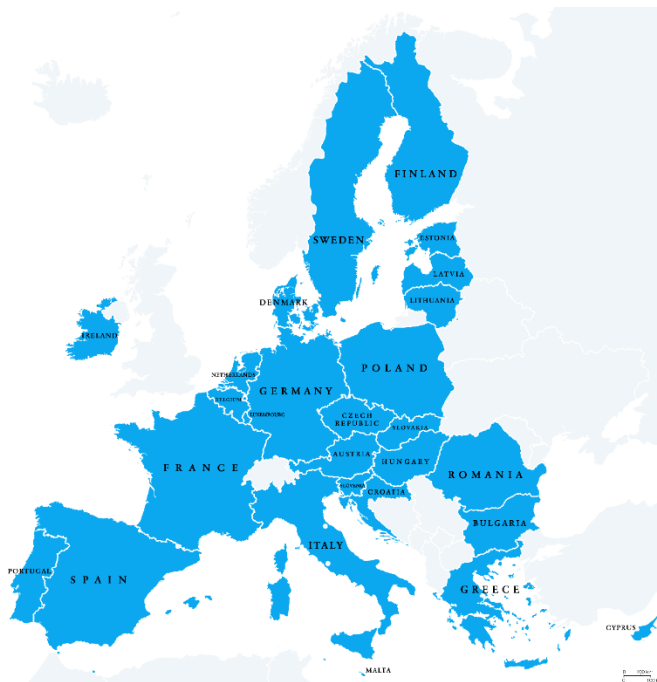 FINLAND
SWEDEN
ESTONIA
LATVIA
DENMARK
LITHUANIA
IRELAND
POLAND
NETHERLANDS
GERMANY
BELGIUM
LUXEMBOURG
CZECH
REPUBLIC
SLOVAKIA
AUSTRIA
HUNGARY
FRANCE
ROMANIA
SLOVENIA
CROATIA
BULGARIA
ITALY
PORTUGAL
SPAIN
GREECE
CYPRUS
MALTA